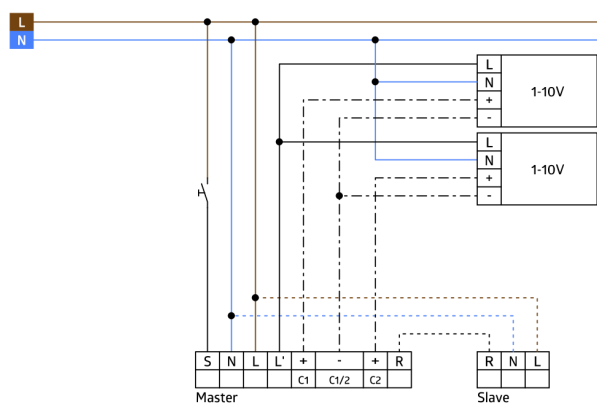 L
N
L
N
+
-
1-10V
L
N
+
-
1-10V
S N L L' + - + R
C1 C1/2 C2
Master
R N L
Slave